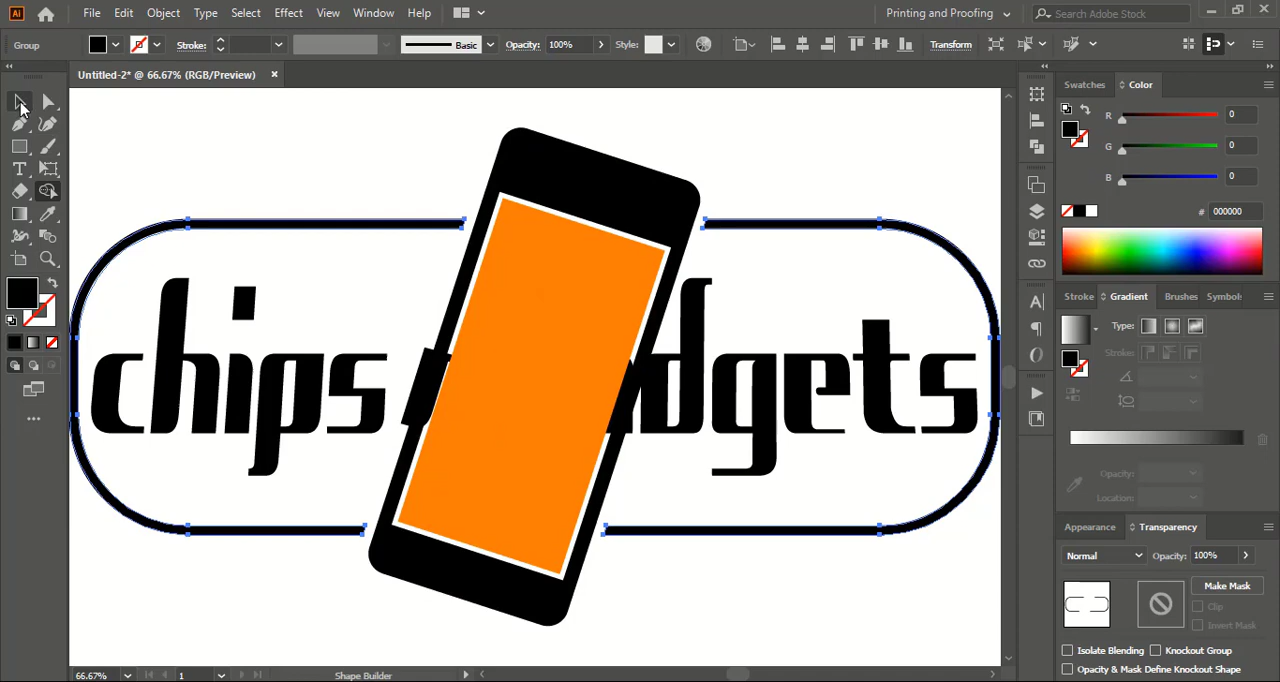 Ai File Edit Object Type Select Effect View Window Help Printing and Proofing Search Adobe Stock
Group Stroke: Basic Opacity: 100% Style: Transform
Untitled-2* @ 66.67% (RGB/Preview) ×
Swatches Color
R 0
G 0
B 0
# 000000
Stroke Gradient Brushes Symbols
Type:
Stroke:
Opacity:
Location:
Appearance Transparency
Normal Opacity: 100%
Make Mask
Clip
Invert Mask
Isolate Blending Knockout Group
Opacity & Mask Define Knockout Shape
chips dgets
66.67% 1 Shape Builder